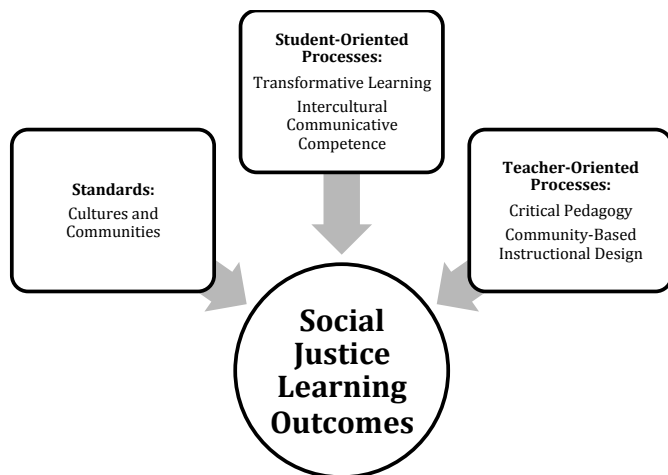 Student-Oriented
Processes:
Transformative Learning
Intercultural
Communicative
Competence
Standards:
Cultures and
Communities
Teacher-Oriented
Processes:
Critical Pedagogy
Community-Based
Instructional Design
Social
Justice
Learning
Outcomes